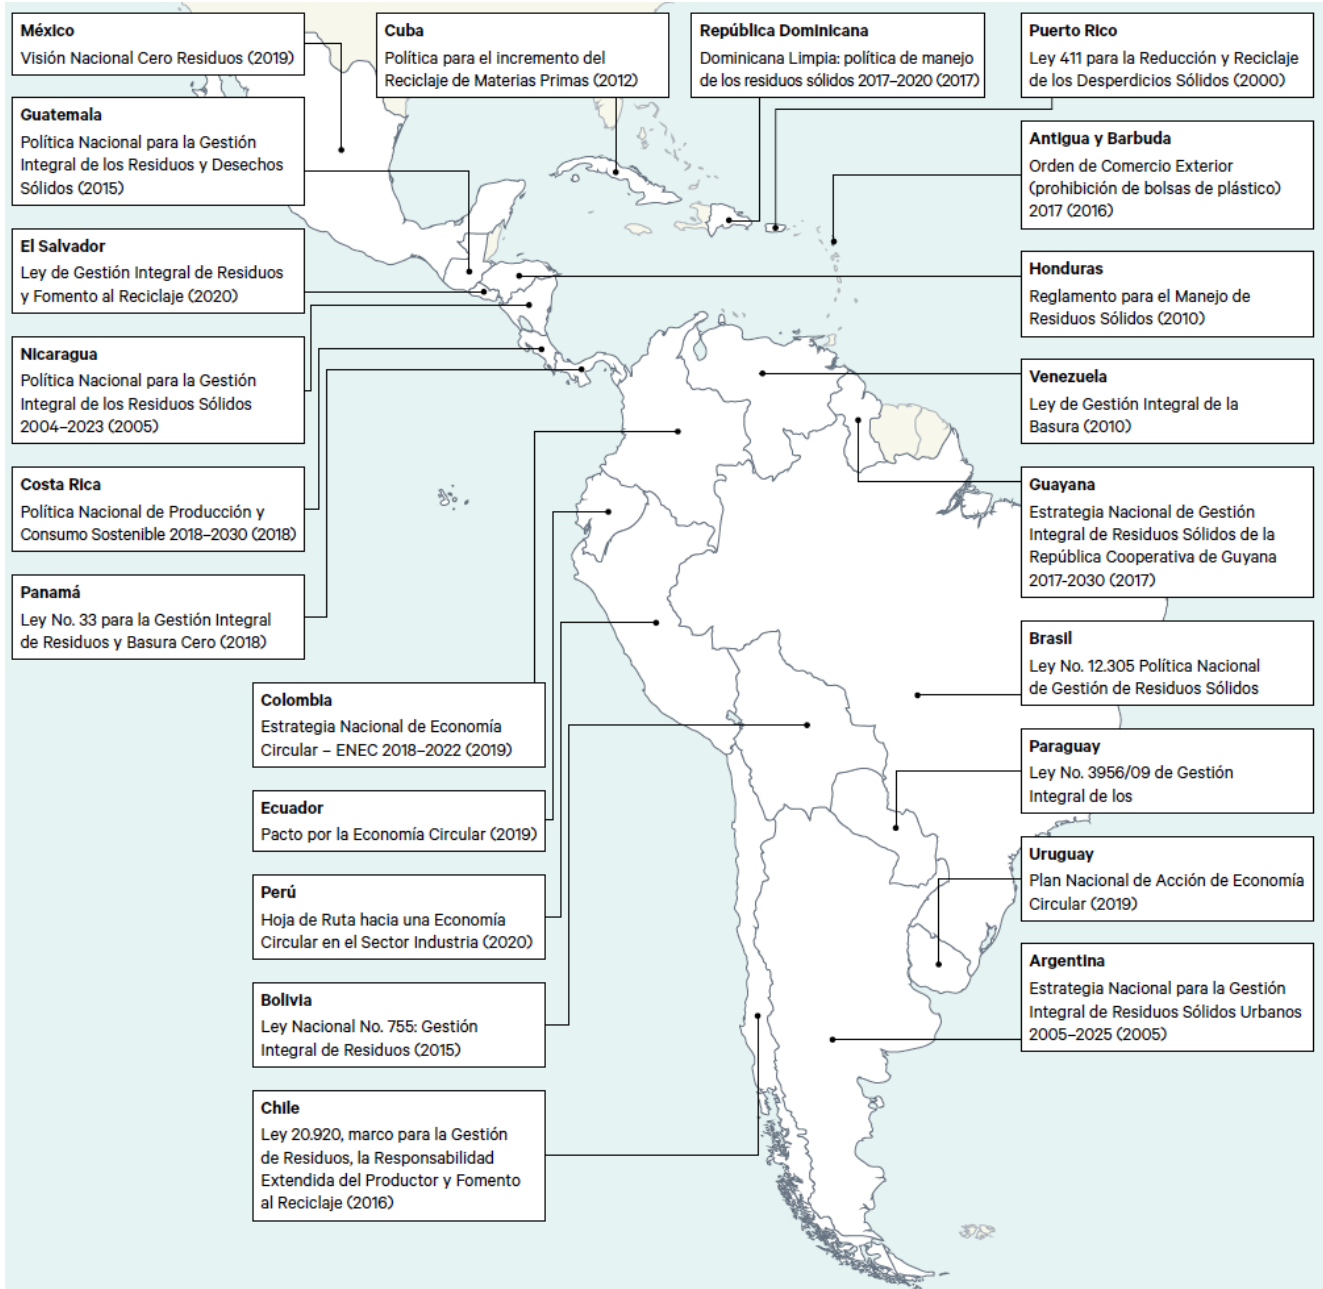 México
Visión Nacional Cero Residuos (2019)
Cuba
Política para el incremento del
Reciclaje de Materias Primas (2012)
República Dominicana
Dominicana Limpia: política de manejo
de los residuos sólidos 2017–2020 (2017)
Puerto Rico
Ley 411 para la Reducción y Reciclaje
de los Desperdicios Sólidos (2000)
Guatemala
Política Nacional para la Gestión
Integral de los Residuos y Desechos
Sólidos (2015)
Antigua y Barbuda
Orden de Comercio Exterior
(prohibición de bolsas de plástico)
2017 (2016)
El Salvador
Ley de Gestión Integral de Residuos
y Fomento al Reciclaje (2020)
Honduras
Reglamento para el Manejo de
Residuos Sólidos (2010)
Nicaragua
Política Nacional para la Gestión
Integral de los Residuos Sólidos
2004–2023 (2005)
Venezuela
Ley de Gestión Integral de la
Basura (2010)
Costa Rica
Política Nacional de Producción y
Consumo Sostenible 2018–2030 (2018)
Guayana
Estrategia Nacional de Gestión
Integral de Residuos Sólidos de la
República Cooperativa de Guyana
2017-2030 (2017)
Panamá
Ley No. 33 para la Gestión Integral
de Residuos y Basura Cero (2018)
Brasil
Ley No. 12.305 Política Nacional
de Gestión de Residuos Sólidos
Colombia
Estrategia Nacional de Economía
Circular – ENEC 2018–2022 (2019)
Paraguay
Ley No. 3956/09 de Gestión
Integral de los
Ecuador
Pacto por la Economía Circular (2019)
Uruguay
Plan Nacional de Acción de Economía
Circular (2019)
Perú
Hoja de Ruta hacia una Economía
Circular en el Sector Industria (2020)
Argentina
Estrategia Nacional para la Gestión
Integral de Residuos Sólidos Urbanos
2005–2025 (2005)
Bolivia
Ley Nacional No. 755: Gestión
Integral de Residuos (2015)
Chile
Ley 20.920, marco para la Gestión
de Residuos, la Responsabilidad
Extendida del Productor y Fomento
al Reciclaje (2016)